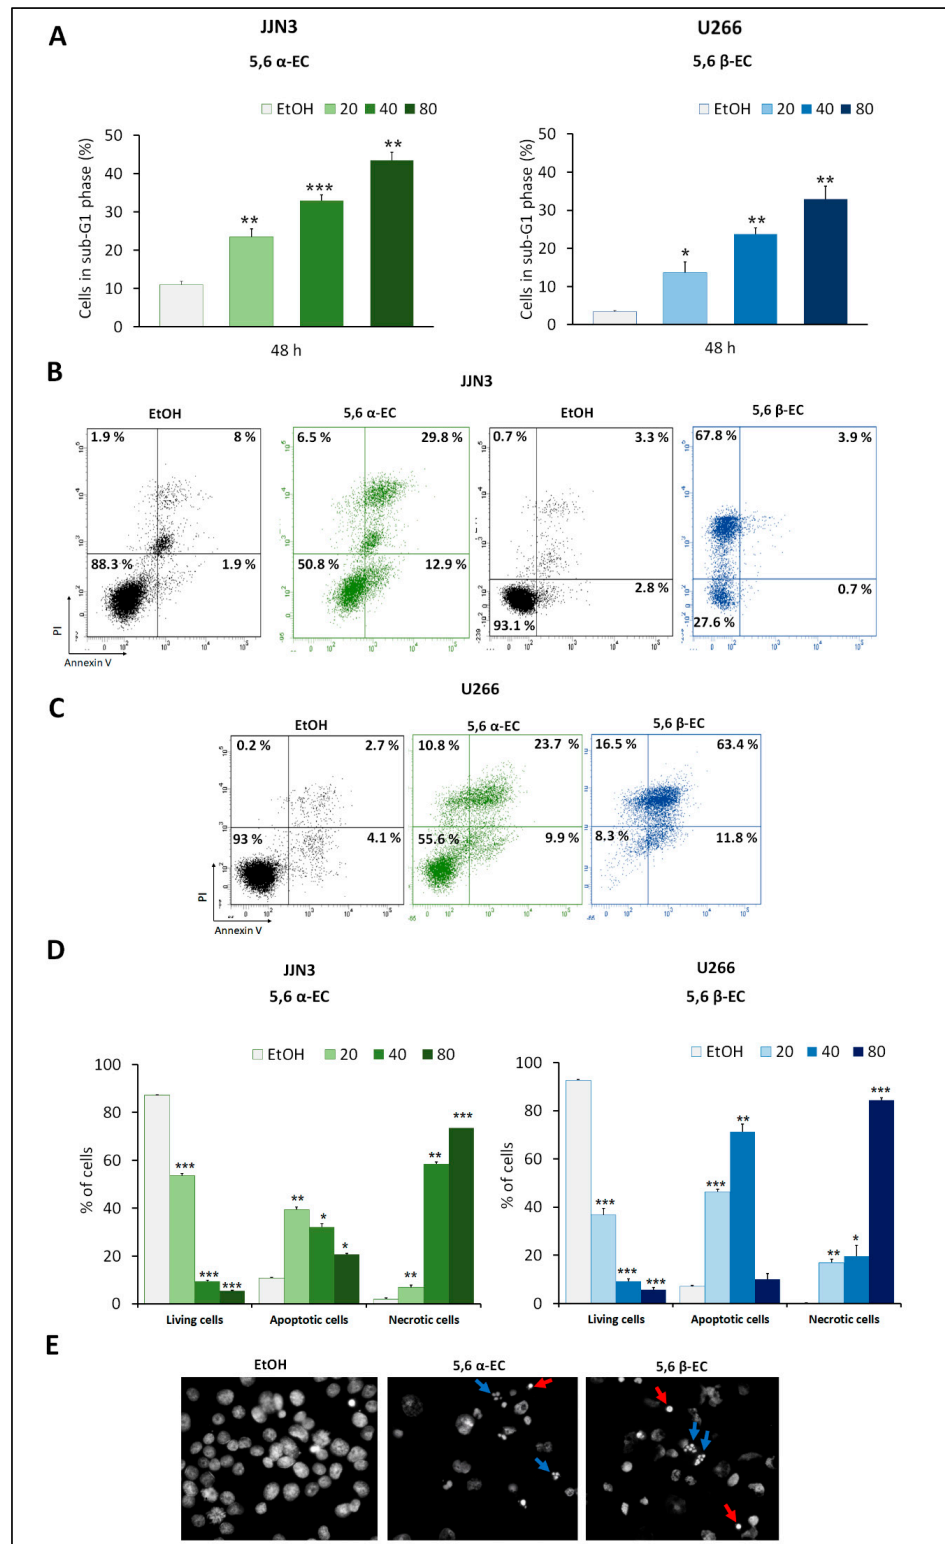 A
JJN3
U266
5,6 α-EC
5,6 β-EC
EtOH 20 40 80
EtOH 20 40 80
Cells in sub-G1 phase (%)
50
40
30
20
10
0
** *** **
48 h
Cells in sub-G1 phase (%)
50
40
30
20
10
0
* ** **
48 h
B
JJN3
EtOH
5,6 α-EC
EtOH
5,6 β-EC
1.9 % 8 %
88.3 % 1.9 %
6.5 % 29.8 %
50.8 % 12.9 %
0.7 % 3.3 %
2.8 %
93.1 %
67.8 % 3.9 %
0.7 %
27.6 %
PI
Annexin V
C
U266
EtOH
5,6 α-EC
5,6 β-EC
0.2 % 2.7 %
93 % 4.1 %
10.8 % 23.7 %
55.6 % 9.9 %
16.5 % 63.4 %
8.3 % 11.8 %
PI
Annexin V
D
JJN3
U266
5,6 α-EC
5,6 β-EC
EtOH 20 40 80
EtOH 20 40 80
% of cells
100
80
60
40
20
0
*** *** *** ** * * ** ** ***
Living cells Apoptotic cells Necrotic cells
% of cells
100
80
60
40
20
0
*** *** *** *** ** ** * ***
Living cells Apoptotic cells Necrotic cells
E
EtOH
5,6 α-EC
5,6 β-EC